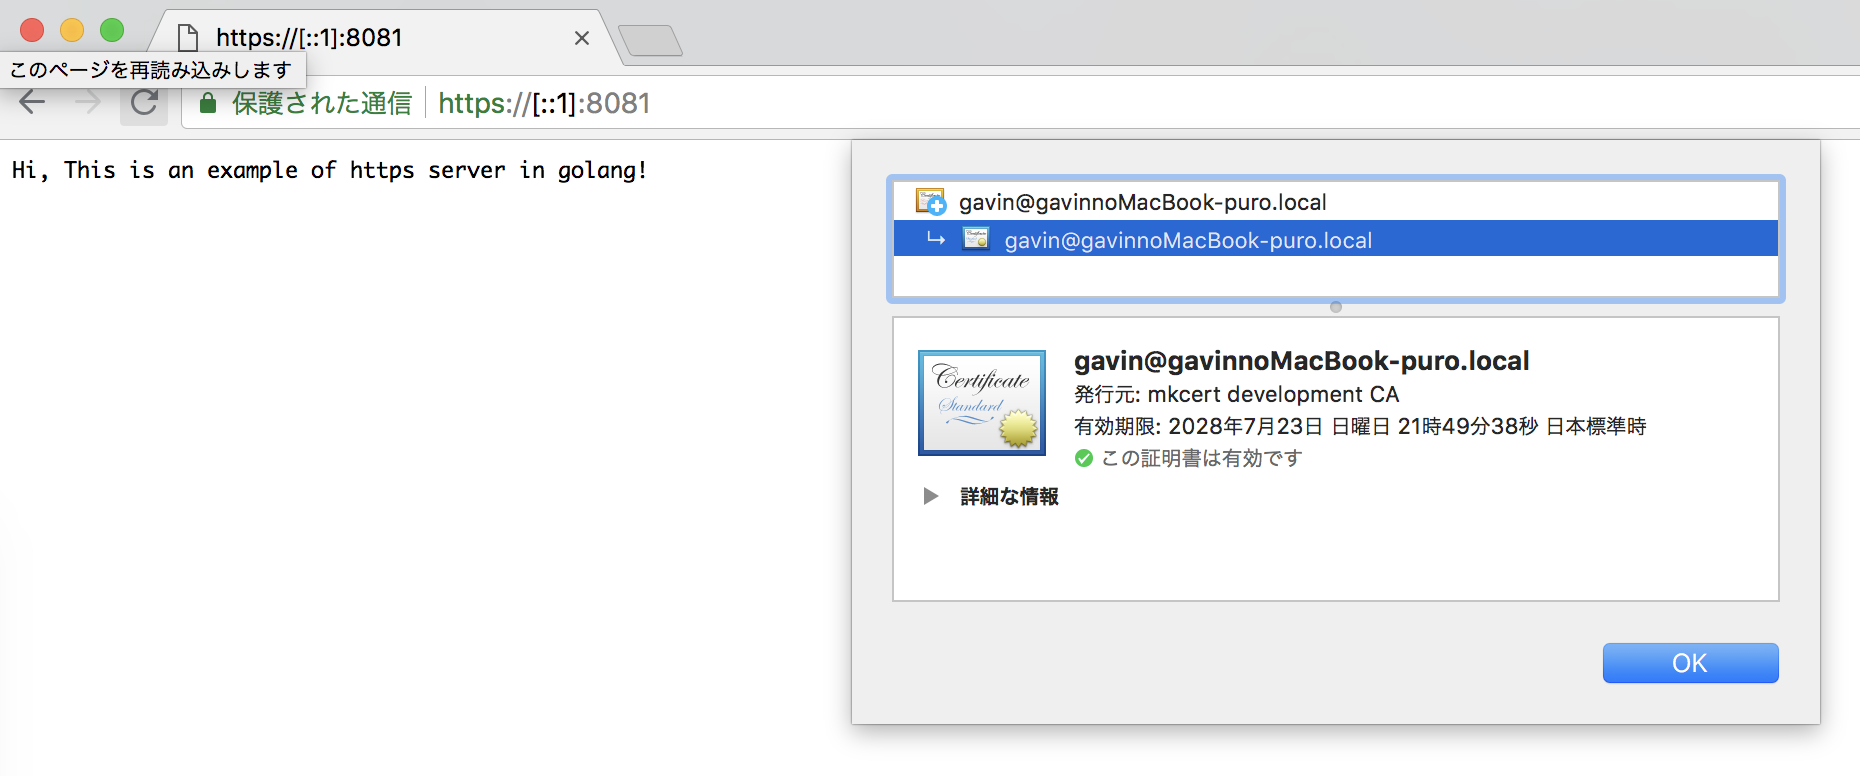 https://[::1]:8081
このページを再読み込みします
保護された通信 https://[::1]:8081
Hi, This is an example of https server in golang!
gavin@gavinnoMacBook-puro.local
gavin@gavinnoMacBook-puro.local
Certificate
Standard
gavin@gavinnoMacBook-puro.local
発行元: mkcert development CA
有効期限: 2028年7月23日 日曜日 21時49分38秒 日本標準時
この証明書は有効です
詳細な情報
OK